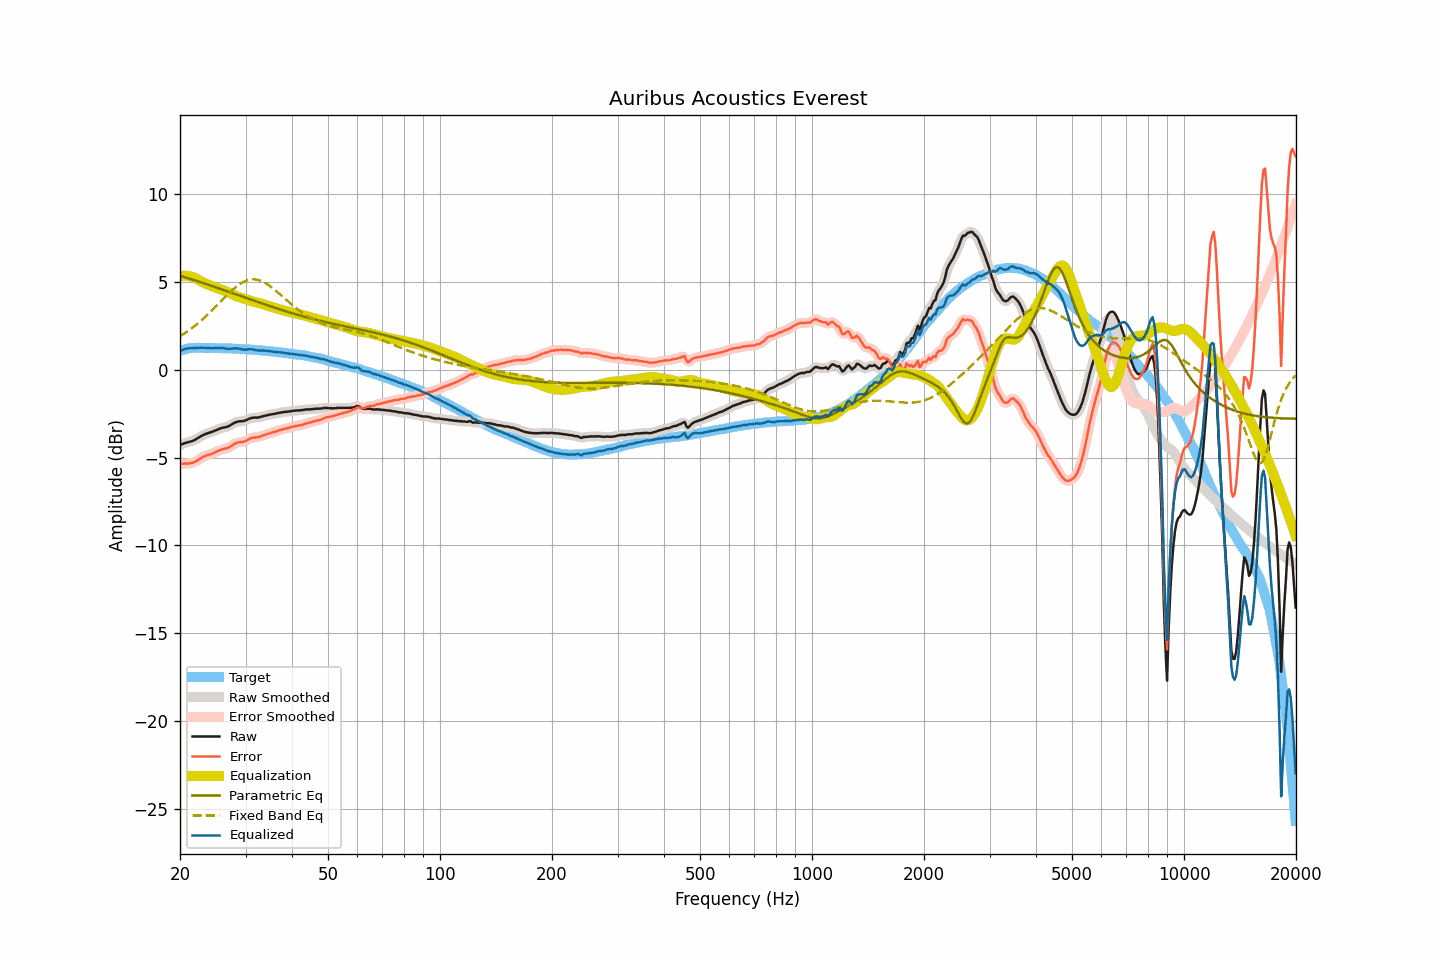 Auribus Acoustics Everest
Amplitude (dBr)
10
5
0
−5
−10
−15
−20
−25
Target
Raw Smoothed
Error Smoothed
Raw
Error
Equalization
Parametric Eq
Fixed Band Eq
Equalized
20 50 100 200 500 1000 2000 5000 10000 20000
Frequency (Hz)